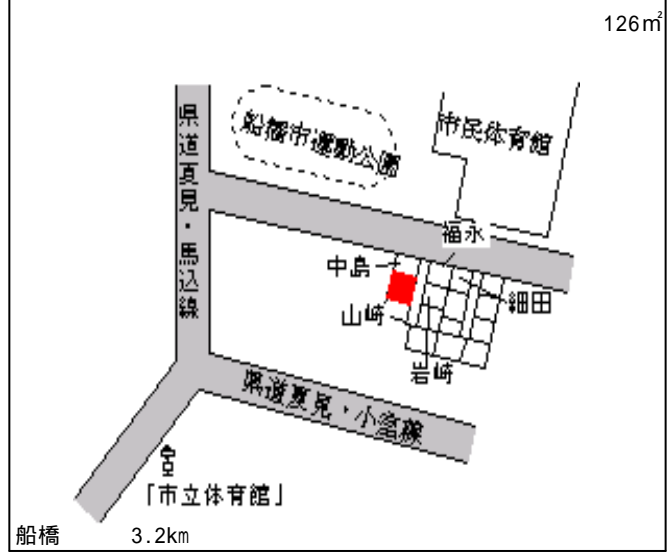 126㎡
船橋市運動公園
市民体育館
県道夏見・馬込線
福永
中島
細田
山崎
岩崎
県道夏見・小室線
「市立体育館」
船橋 3.2km